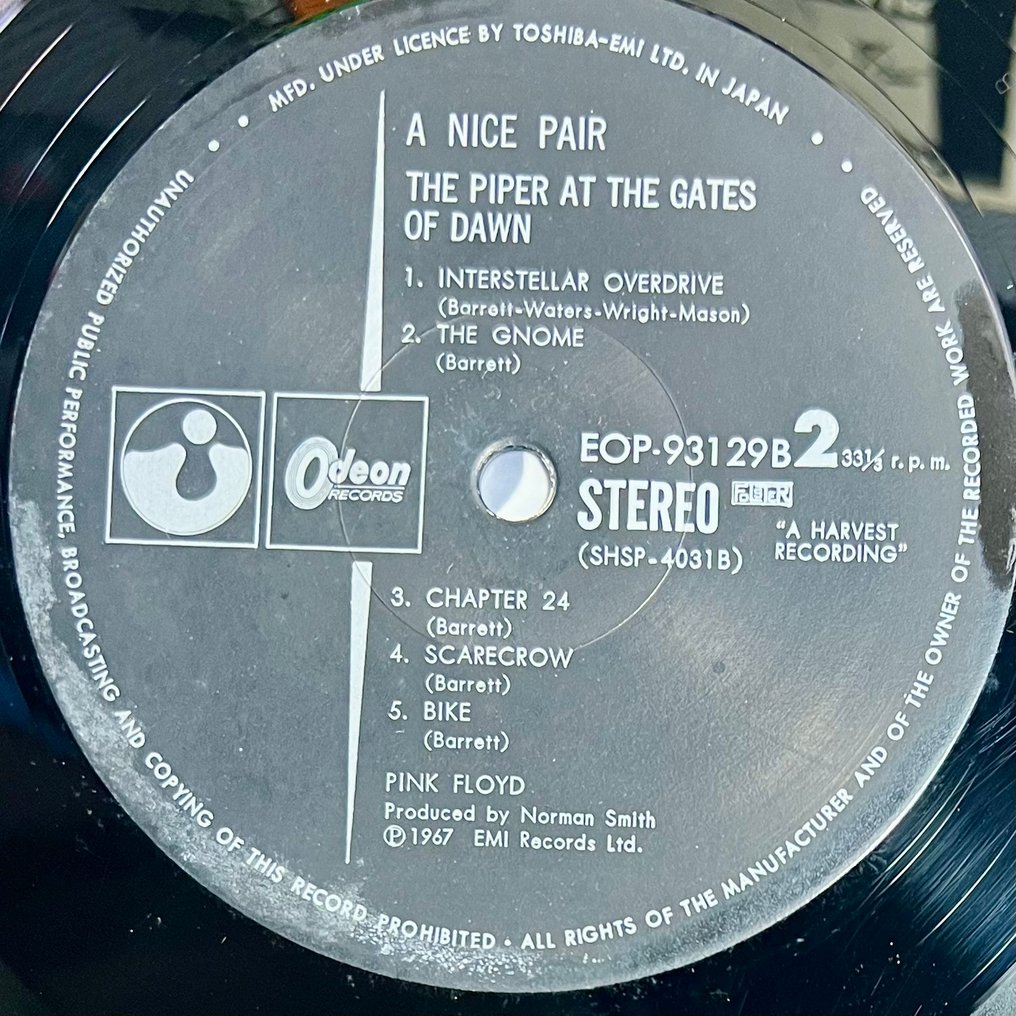 MFD. UNDER LICENCE BY TOSHIBA-EMI LTD. IN JAPAN
A NICE PAIR
THE PIPER AT THE GATES
OF DAWN
1. INTERSTELLAR OVERDRIVE
(Barrett-Waters-Wright-Mason)
2. THE GNOME
(Barrett)
Odeon
RECORDS
EOP-93129B 2 33⅓ r. p. m.
STEREO
(SHSP-4031B)
"A HARVEST
RECORDING"
3. CHAPTER 24
(Barrett)
4. SCARECROW
(Barrett)
5. BIKE
(Barrett)
PINK FLOYD
Produced by Norman Smith
Ⓟ1967 EMI Records Ltd.
UNAUTHORIZED PUBLIC PERFORMANCE, BROADCASTING AND COPYING OF THIS RECORD PROHIBITED • ALL RIGHTS OF THE MANUFACTURER AND OF THE OWNER OF THE RECORDED WORK ARE RESERVED